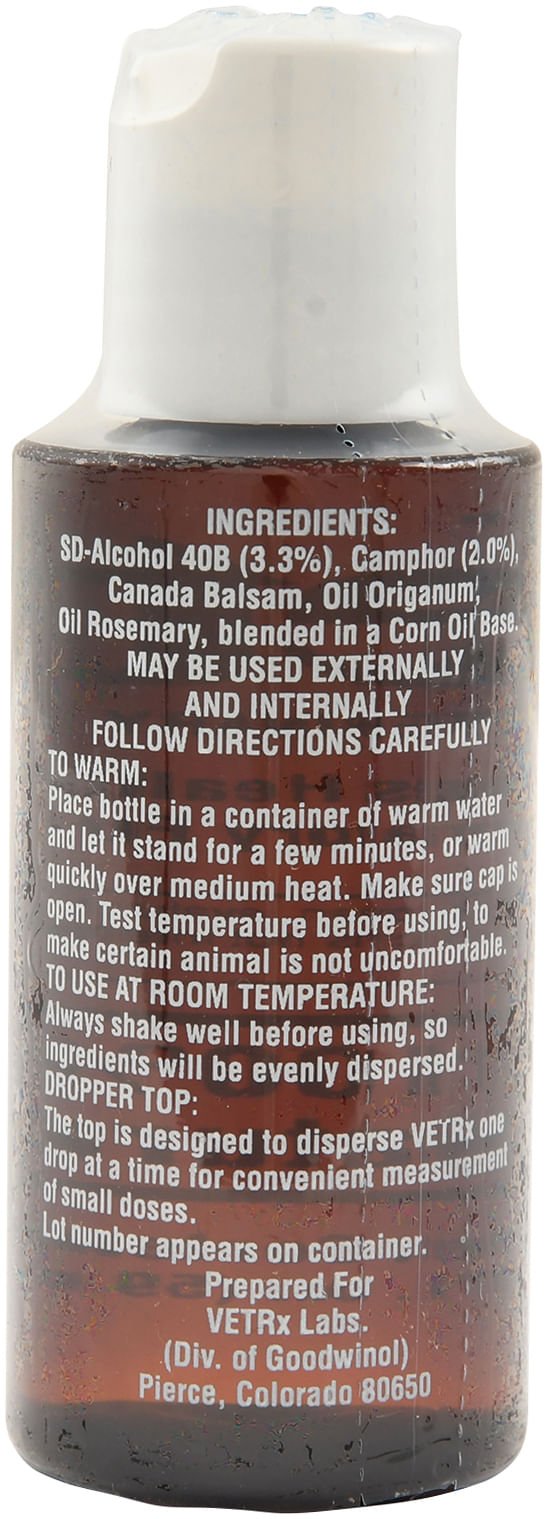 INGREDIENTS:
SD-Alcohol 40B (3.3%), Camphor (2.0%),
Canada Balsam, Oil Origanum,
Oil Rosemary, blended in a Corn Oil Base.
MAY BE USED EXTERNALLY
AND INTERNALLY
FOLLOW DIRECTIONS CAREFULLY
TO WARM:
Place bottle in a container of warm water
and let it stand for a few minutes, or warm
quickly over medium heat. Make sure cap is
open. Test temperature before using, to
make certain animal is not uncomfortable.
TO USE AT ROOM TEMPERATURE:
Always shake well before using, so
ingredients will be evenly dispersed.
DROPPER TOP:
The top is designed to disperse VETRx one
drop at a time for convenient measurement
of small doses.
Lot number appears on container.
Prepared For
VETRx Labs.
(Div. of Goodwinol)
Pierce, Colorado 80650